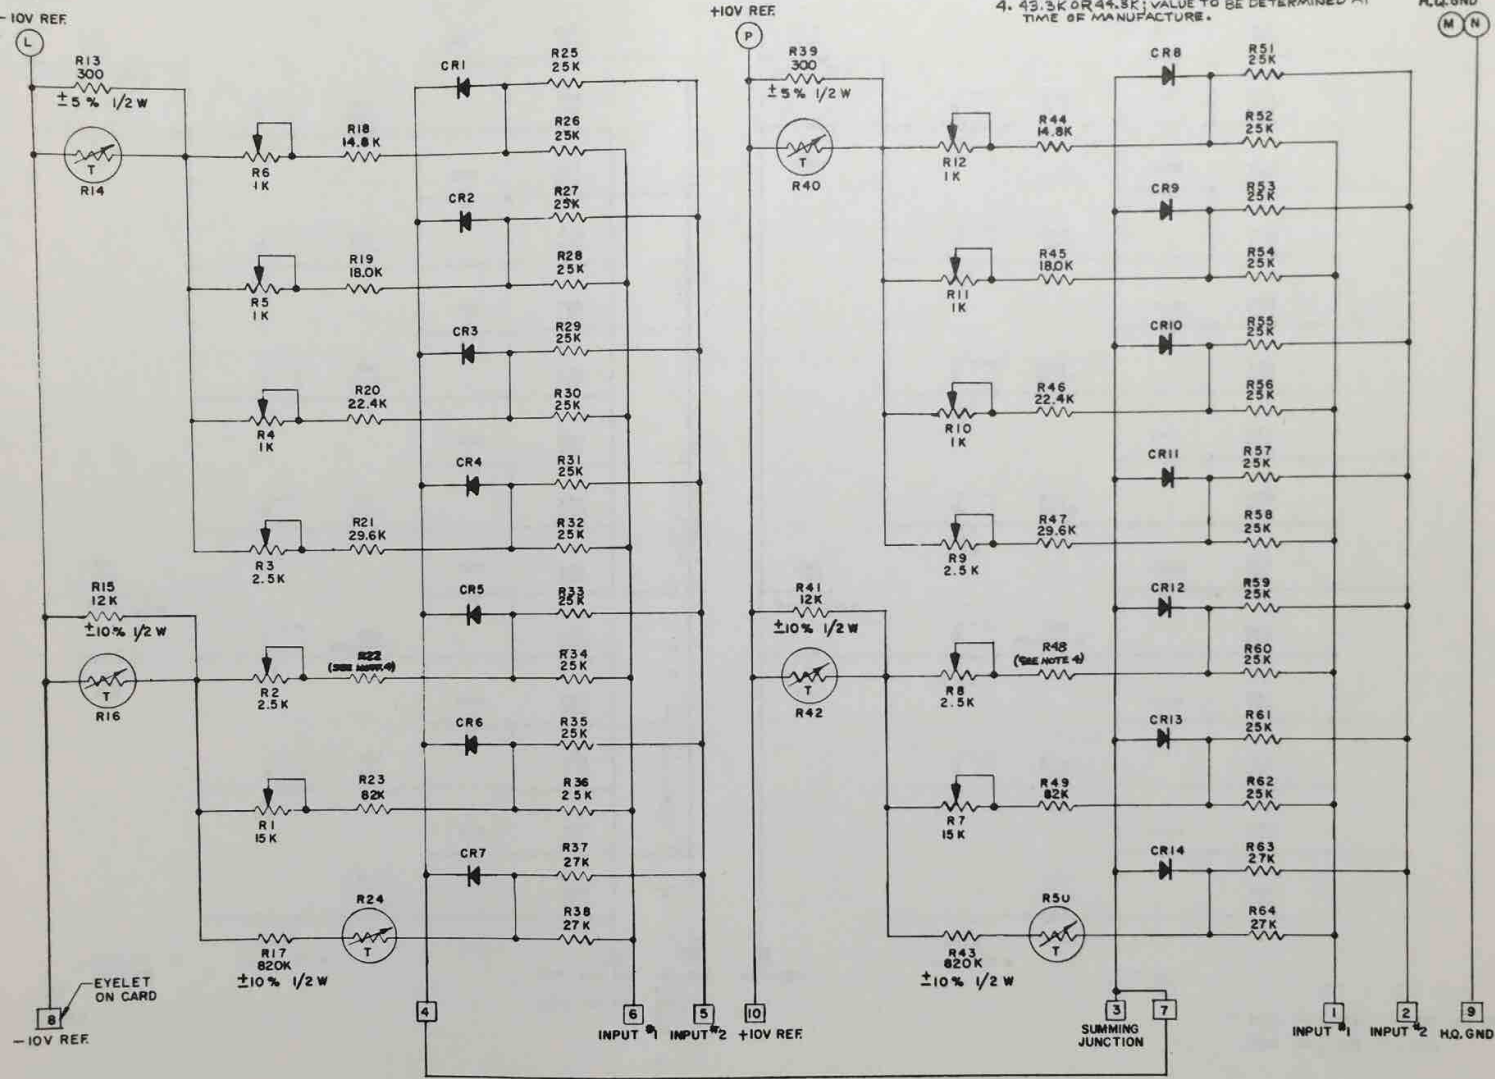 -10V REF.
L
R13
300
±5% 1/2 W
T
R14
R6
1K
R18
14.8K
CR1
R25
25K
R26
25K
CR2
R27
25K
R5
1K
R19
18.0K
R28
25K
CR3
R29
25K
R4
1K
R20
22.4K
R30
25K
CR4
R31
25K
R3
2.5K
R21
29.6K
R32
25K
R15
12K
±10% 1/2 W
T
R16
CR5
R33
25K
R2
2.5K
R22
(SEE NOTE 4)
R34
25K
CR6
R35
25K
R1
15K
R23
82K
R36
25K
CR7
R37
27K
R17
820K
±10% 1/2 W
R24
T
R38
27K
EYELET
ON CARD
8
-10V REF.
4
6
INPUT #1
5
INPUT #2
+10V REF.
P
4. 43.3K OR 44.3K; VALUE TO BE DETERMINED AT
TIME OF MANUFACTURE.
H.Q. GND
M N
R39
300
±5% 1/2 W
T
R40
R12
1K
R44
14.8K
CR8
R51
25K
R52
25K
CR9
R53
25K
R11
1K
R45
18.0K
R54
25K
CR10
R55
25K
R10
1K
R46
22.4K
R56
25K
CR11
R57
25K
R9
2.5K
R47
29.6K
R58
25K
R41
12K
±10% 1/2 W
T
R42
CR12
R59
25K
R8
2.5K
R48
(SEE NOTE 4)
R60
25K
CR13
R61
25K
R7
15K
R49
82K
R62
25K
CR14
R63
27K
R43
820K
±10% 1/2 W
R50
T
R64
27K
10
+10V REF.
3
7
SUMMING
JUNCTION
1
INPUT #1
2
INPUT #2
9
H.Q. GND